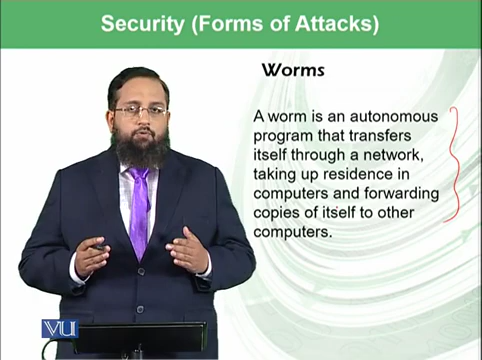 Security (Forms of Attacks)
Worms
A worm is an autonomous
program that transfers
itself through a network,
taking up residence in
computers and forwarding
copies of itself to other
computers.
VU